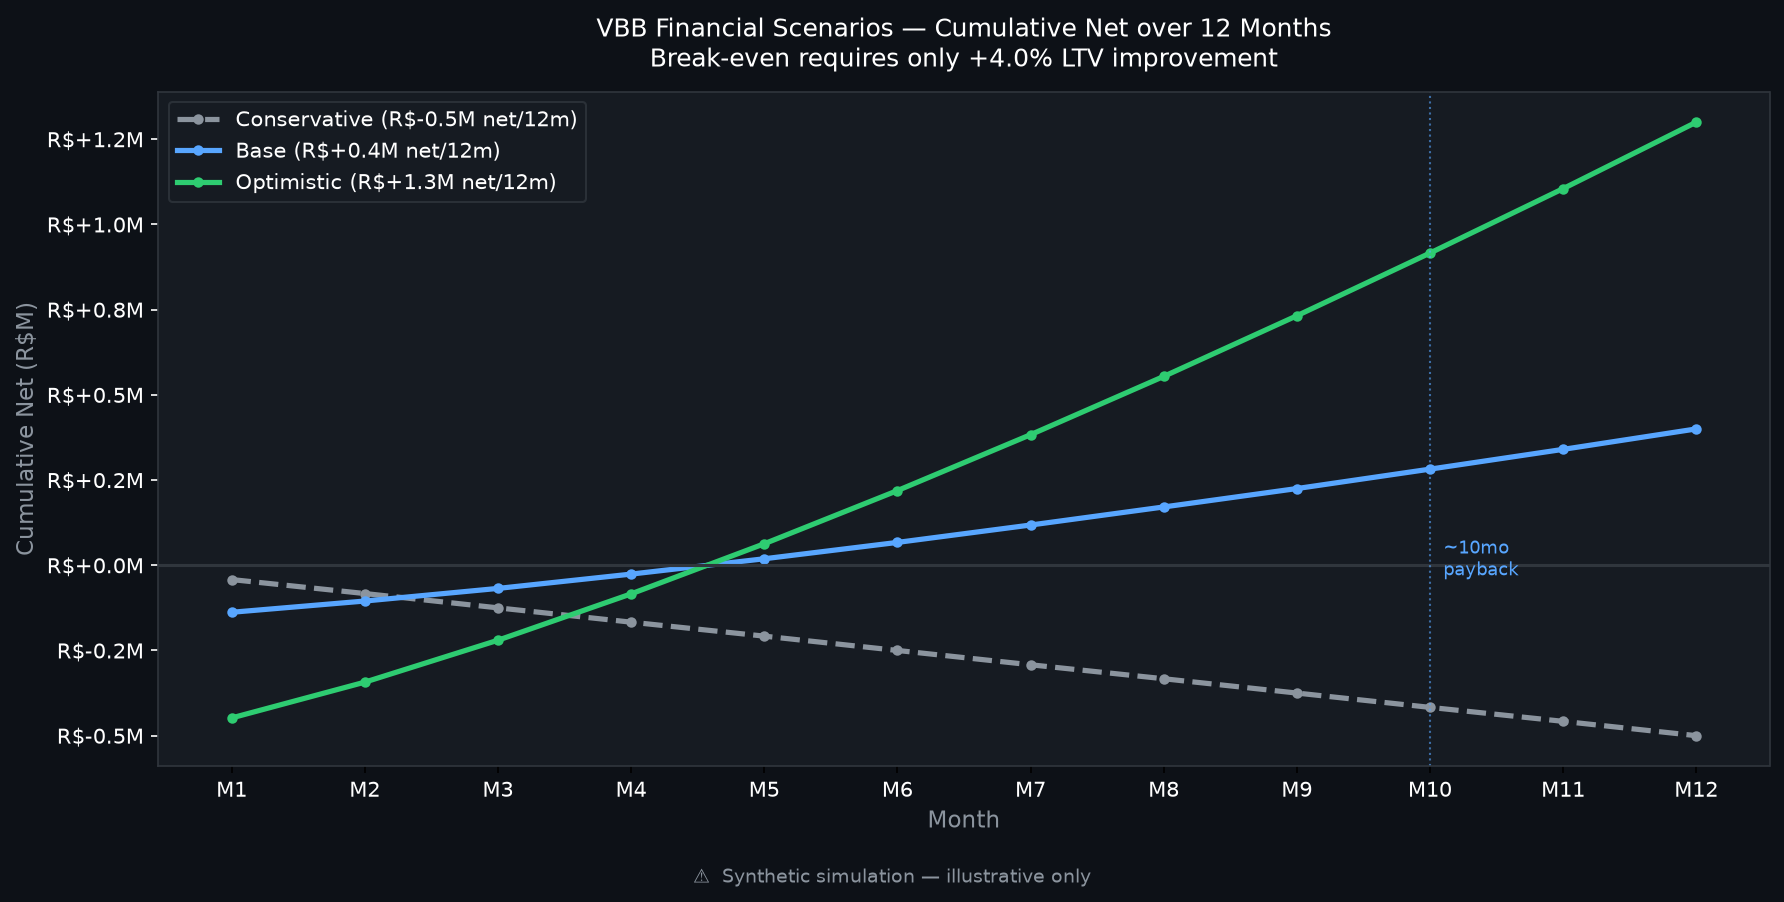 VBB Financial Scenarios — Cumulative Net over 12 Months
Break-even requires only +4.0% LTV improvement
Conservative (R$-0.5M net/12m)
Base (R$+0.4M net/12m)
Optimistic (R$+1.3M net/12m)
Cumulative Net (R$M)
R$+1.2M
R$+1.0M
R$+0.8M
R$+0.5M
R$+0.2M
R$+0.0M
R$-0.2M
R$-0.5M
~10mo
payback
M1
M2
M3
M4
M5
M6
M7
M8
M9
M10
M11
M12
Month
⚠ Synthetic simulation — illustrative only